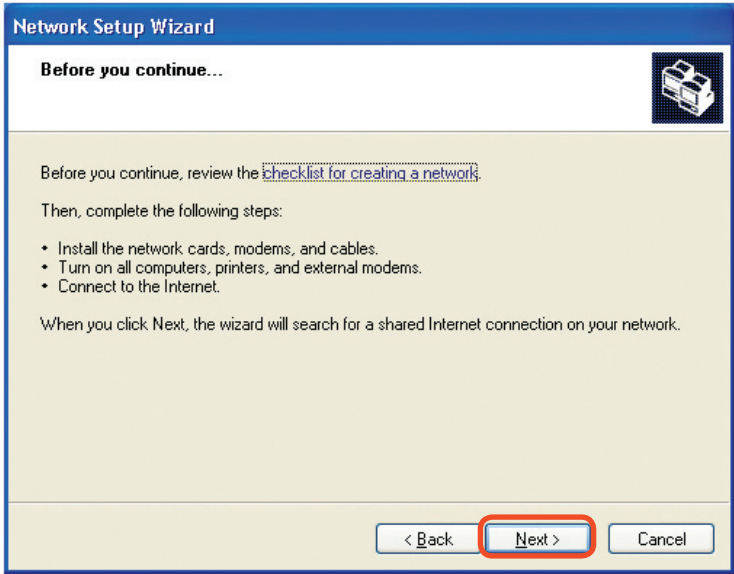 Network Setup Wizard
Before you continue...
Before you continue, review the checklist for creating a network.
Then, complete the following steps:
• Install the network cards, modems, and cables.
• Turn on all computers, printers, and external modems.
• Connect to the Internet.
When you click Next, the wizard will search for a shared Internet connection on your network.
< Back Next > Cancel